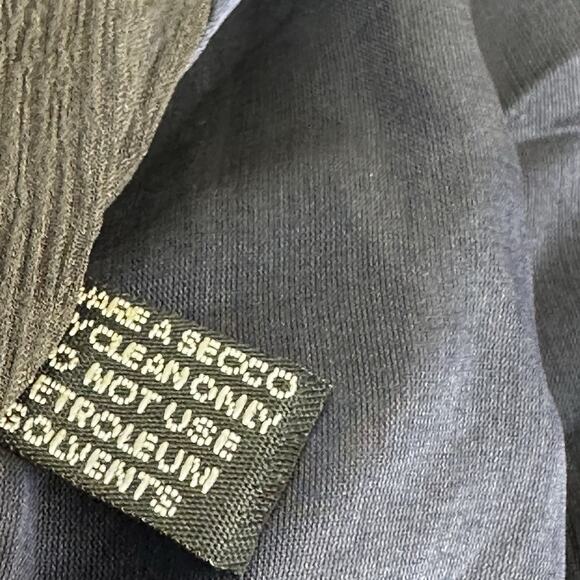 ARE A SECCO
Y CLEAN ONLY
O NOT USE
ETROLEUM
SOLVENTS